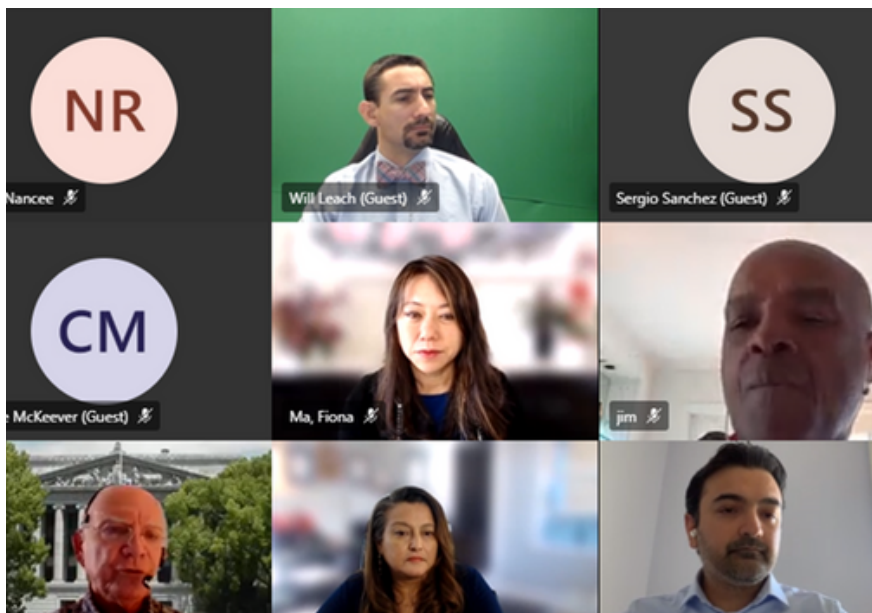 NR
SS
Nancee
Will Leach (Guest)
Sergio Sanchez (Guest)
CM
e McKeever (Guest)
Ma, Fiona
jim